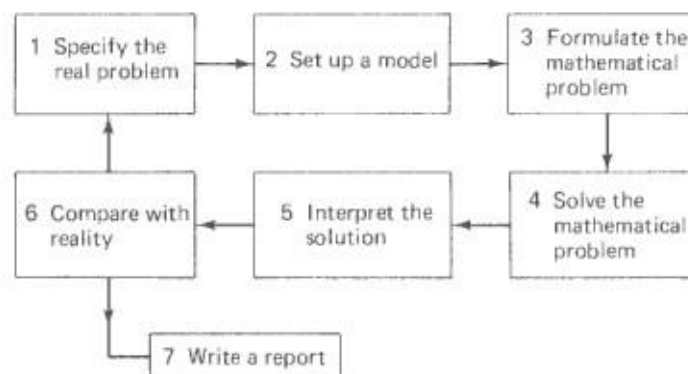 1 Specify the
real problem
2 Set up a model
3 Formulate the
mathematical
problem
4 Solve the
mathematical
problem
5 Interpret the
solution
6 Compare with
reality
7 Write a report